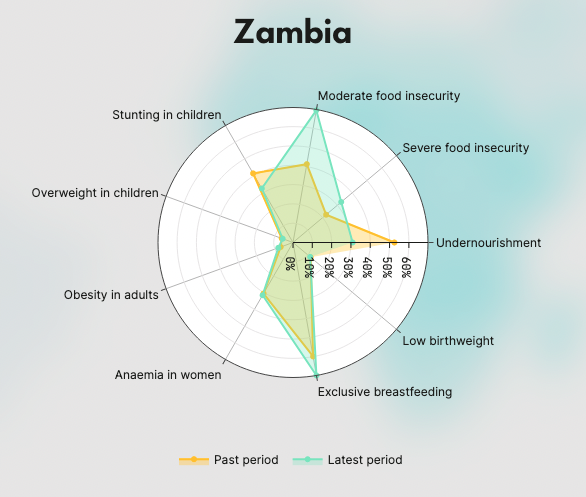 Zambia
Moderate food insecurity
Stunting in children
Severe food insecurity
Overweight in children
Undernourishment
0% 10% 20% 30% 40% 50% 60%
Obesity in adults
Low birthweight
Anaemia in women
Exclusive breastfeeding
Past period Latest period